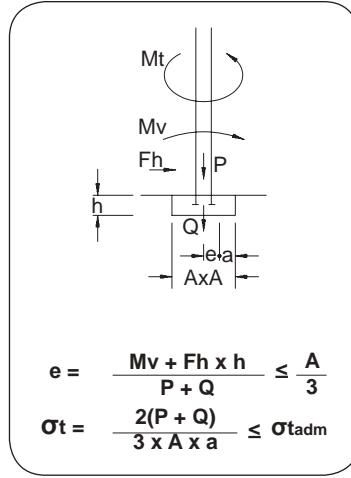 Mt
Mv
Fh
P
h
Q
e a
AxA
e = Mv + Fh x h / P + Q ≤ A / 3
σt = 2(P + Q) / 3 x A x a ≤ σtadm